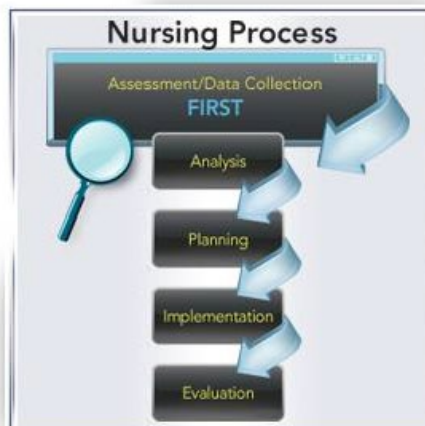 Nursing Process
Assessment/Data Collection
FIRST
Analysis
Planning
Implementation
Evaluation